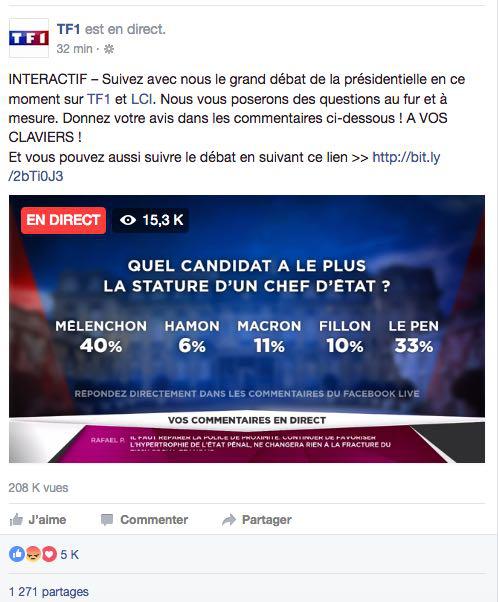 TF1
TF1 est en direct.
32 min ·
INTERACTIF – Suivez avec nous le grand débat de la présidentielle en ce
moment sur TF1 et LCI. Nous vous poserons des questions au fur et à
mesure. Donnez votre avis dans les commentaires ci-dessous ! A VOS
CLAVIERS !
Et vous pouvez aussi suivre le débat en suivant ce lien >> http://bit.ly
/2bTi0J3
EN DIRECT 15,3 K
QUEL CANDIDAT A LE PLUS
LA STATURE D'UN CHEF D'ÉTAT ?
MÉLENCHON HAMON MACRON FILLON LE PEN
40% 6% 11% 10% 33%
RÉPONDEZ DIRECTEMENT DANS LES COMMENTAIRES DU FACEBOOK LIVE
VOS COMMENTAIRES EN DIRECT
RAFAEL P. IL FAUT RÉPARER LA POLICE DE PROXIMITÉ. CONTINUER DE FAVORISER
L'HYPERTROPHIE DE L'ÉTAT PÉNAL, NE CHANGERA RIEN À LA FRACTURE DU
208 K vues
J'aime Commenter Partager
5 K
1 271 partages